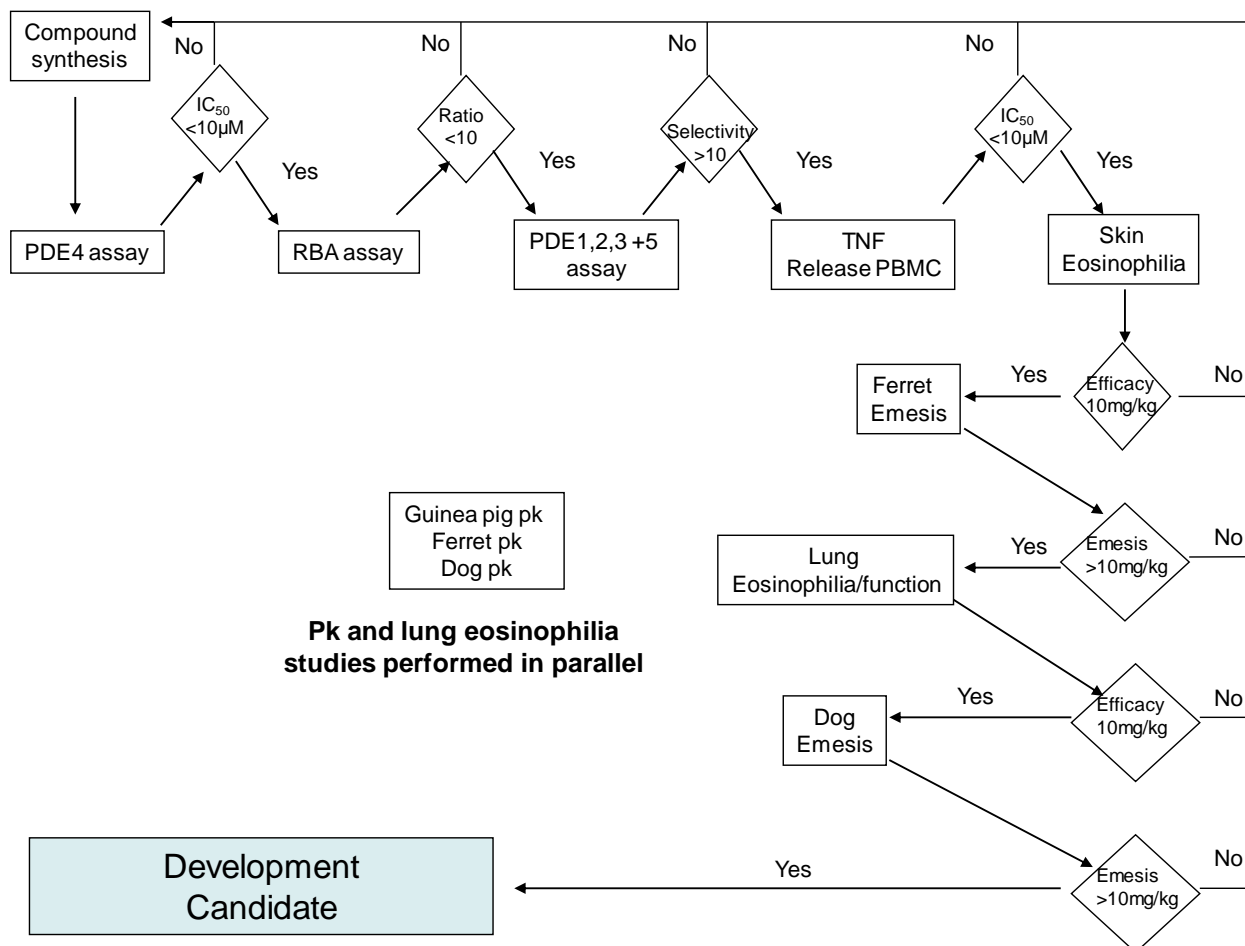 Compound
synthesis
No
No
No
No
IC₅₀
<10µM
Ratio
<10
Selectivity
>10
IC₅₀
<10µM
Yes
Yes
Yes
Yes
PDE4 assay
RBA assay
PDE1,2,3 +5
assay
TNF
Release PBMC
Skin
Eosinophilia
Ferret
Emesis
Yes
Efficacy
10mg/kg
No
Guinea pig pk
Ferret pk
Dog pk
Lung
Eosinophilia/function
Yes
Emesis
>10mg/kg
No
Pk and lung eosinophilia
studies performed in parallel
Dog
Emesis
Yes
Efficacy
10mg/kg
No
Development
Candidate
Yes
Emesis
>10mg/kg
No